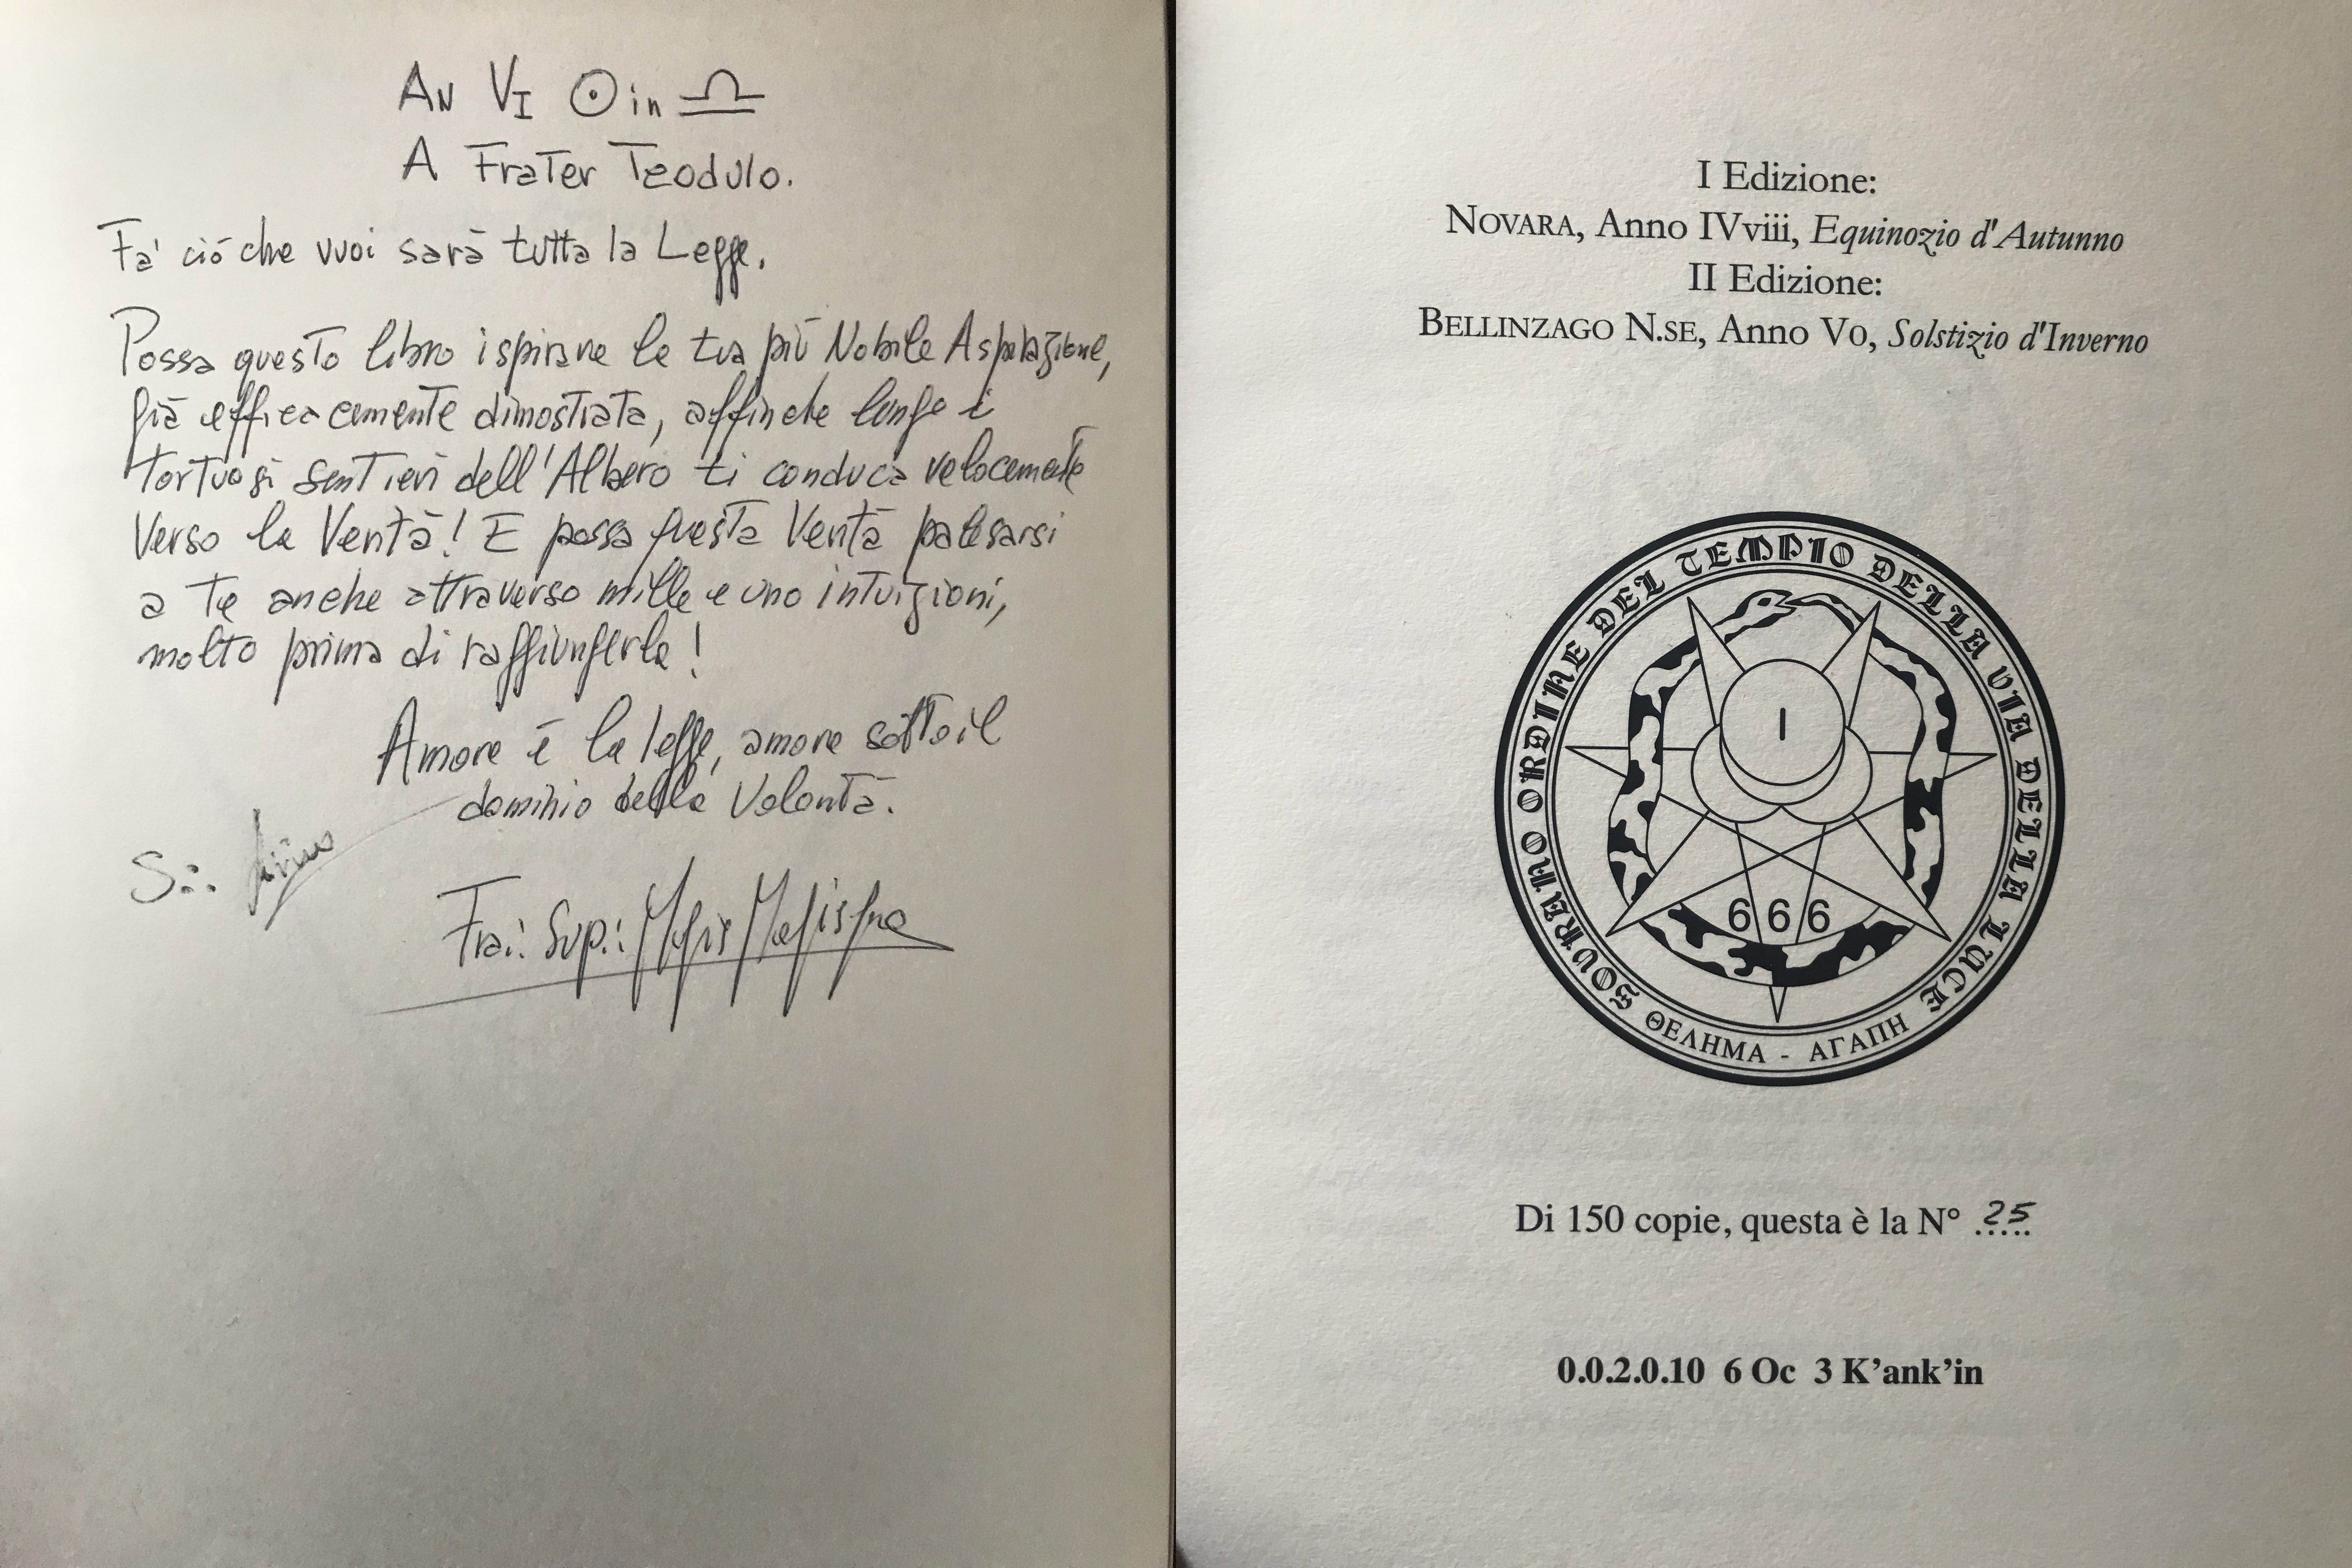 AN VI ☉ in ♎
A Frater Teodulo.
Fa' ciò che vuoi sarà tutta la Legge.
Possa questo libro ispirare la tua più Nobile Aspirazione,
già efficacemente dimostrata, affinché lungo i
tortuosi sentieri dell'Albero ti conduca velocemente
verso la Verità! E possa questa Verità palesarsi
a Te anche attraverso mille e uno intuizioni,
molto prima di raggiungerla!
Amore è la legge, amore sotto il
dominio della Volontà.
S∴
Fra∴ Sup∴
I Edizione:
NOVARA, Anno IVviii, Equinozio d'Autunno
II Edizione:
BELLINZAGO N.SE, Anno V0, Solstizio d'Inverno
SOVRANO ORDINE DEL TEMPIO DELLA VIA DELLA LUCE
I
666
ΘΕΛΗΜΑ - ΑΓΑΠΗ
Di 150 copie, questa è la N° 25
0.0.2.0.10 6 Oc 3 K'ank'in